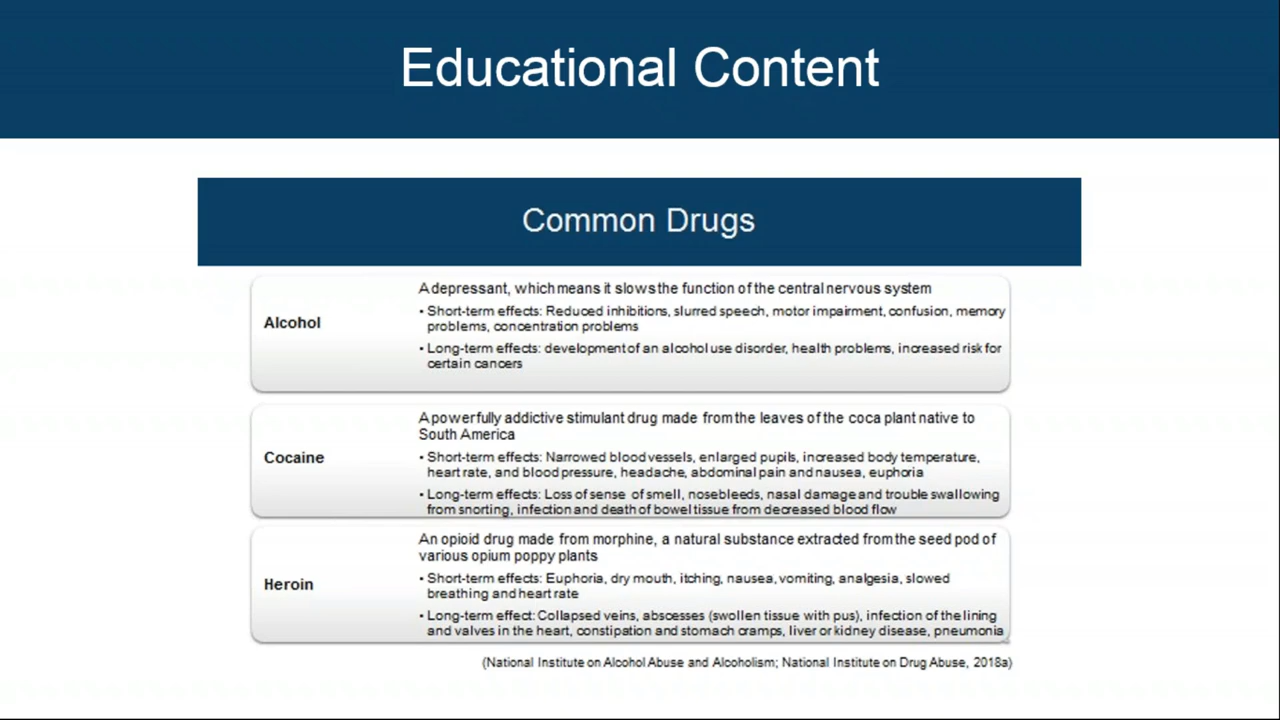 Educational Content
Common Drugs
Alcohol
A depressant, which means it slows the function of the central nervous system
• Short-term effects: Reduced inhibitions, slurred speech, motor impairment, confusion, memory
problems, concentration problems
• Long-term effects: development of an alcohol use disorder, health problems, increased risk for
certain cancers
Cocaine
A powerfully addictive stimulant drug made from the leaves of the coca plant native to
South America
• Short-term effects: Narrowed blood vessels, enlarged pupils, increased body temperature,
heart rate, and blood pressure, headache, abdominal pain and nausea, euphoria
• Long-term effects: Loss of sense of smell, nosebleeds, nasal damage and trouble swallowing
from snorting, infection and death of bowel tissue from decreased blood flow
Heroin
An opioid drug made from morphine, a natural substance extracted from the seed pod of
various opium poppy plants
• Short-term effects: Euphoria, dry mouth, itching, nausea, vomiting, analgesia, slowed
breathing and heart rate
• Long-term effect: Collapsed veins, abscesses (swollen tissue with pus), infection of the lining
and valves in the heart, constipation and stomach cramps, liver or kidney disease, pneumonia
(National Institute on Alcohol Abuse and Alcoholism; National Institute on Drug Abuse, 2018a)